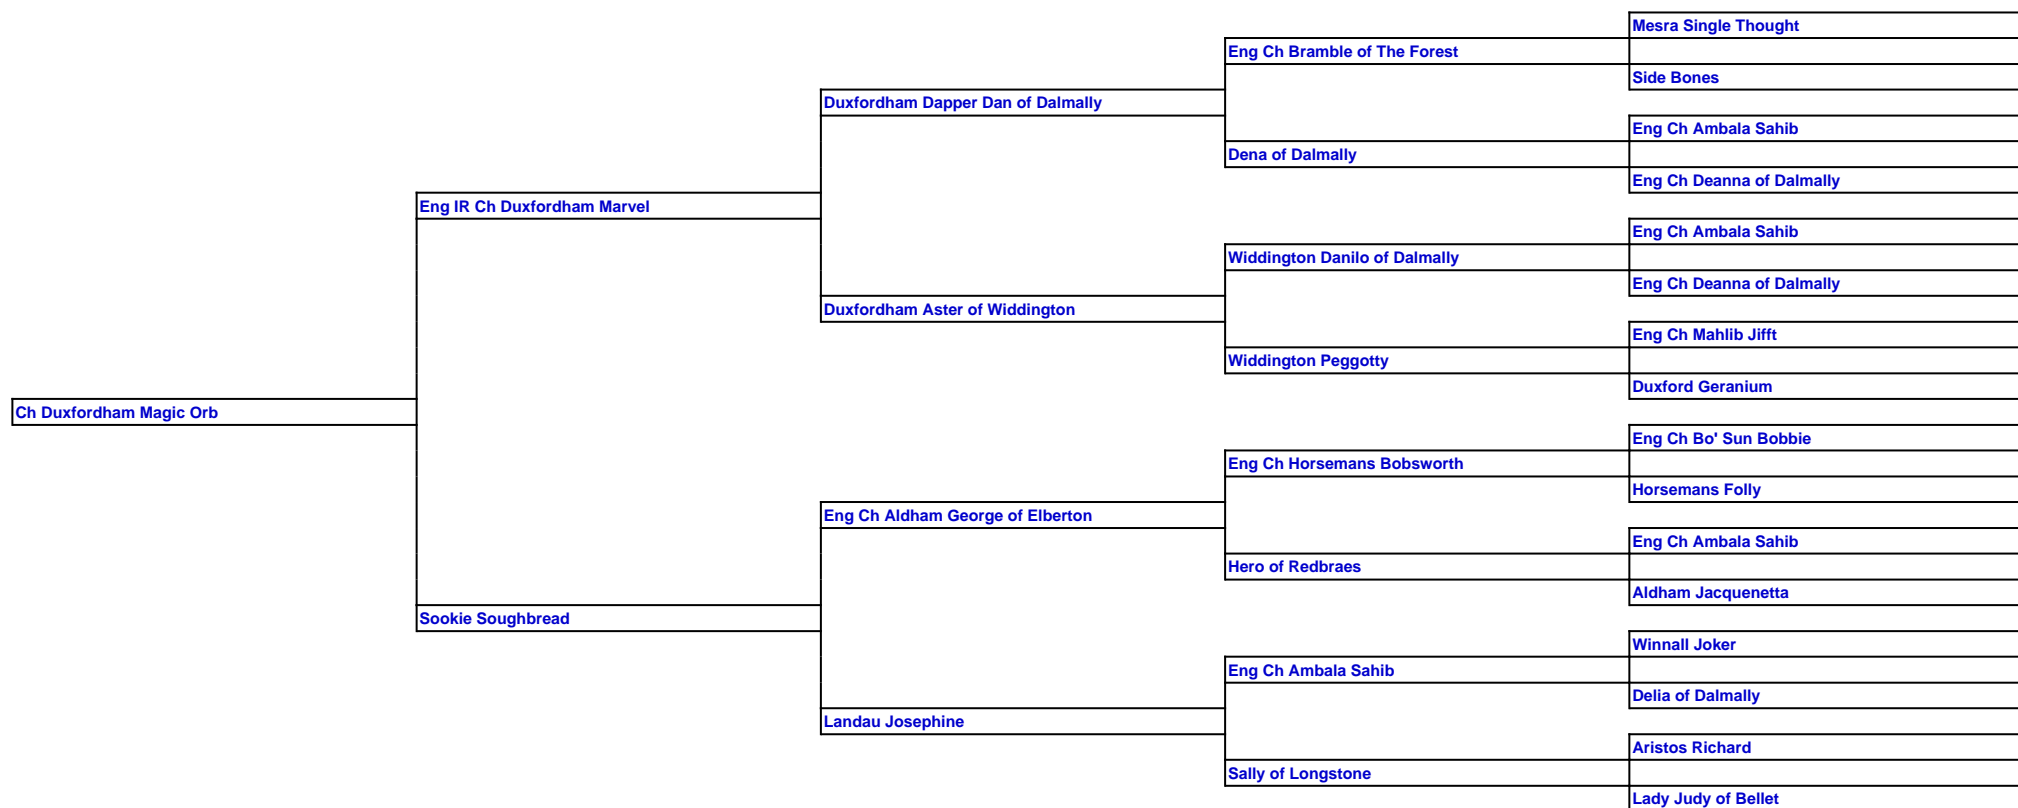 Mesra Single Thought
Eng Ch Bramble of The Forest
Side Bones
Duxfordham Dapper Dan of Dalmally
Eng Ch Ambala Sahib
Dena of Dalmally
Eng Ch Deanna of Dalmally
Eng IR Ch Duxfordham Marvel
Eng Ch Ambala Sahib
Widdington Danilo of Dalmally
Eng Ch Deanna of Dalmally
Duxfordham Aster of Widdington
Eng Ch Mahlib Jifft
Widdington Peggotty
Duxford Geranium
Ch Duxfordham Magic Orb
Eng Ch Bo' Sun Bobbie
Eng Ch Horsemans Bobsworth
Horsemans Folly
Eng Ch Aldham George of Elberton
Eng Ch Ambala Sahib
Hero of Redbraes
Aldham Jacquenetta
Sookie Soughbread
Winnall Joker
Eng Ch Ambala Sahib
Delia of Dalmally
Landau Josephine
Aristos Richard
Sally of Longstone
Lady Judy of Bellet